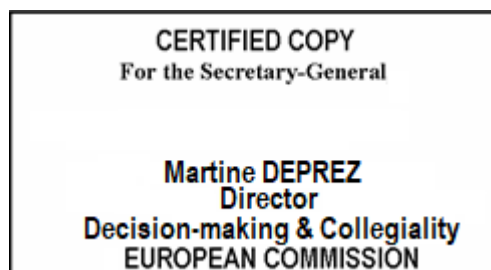 CERTIFIED COPY
For the Secretary-General
Martine DEPREZ
Director
Decision-making & Collegiality
EUROPEAN COMMISSION